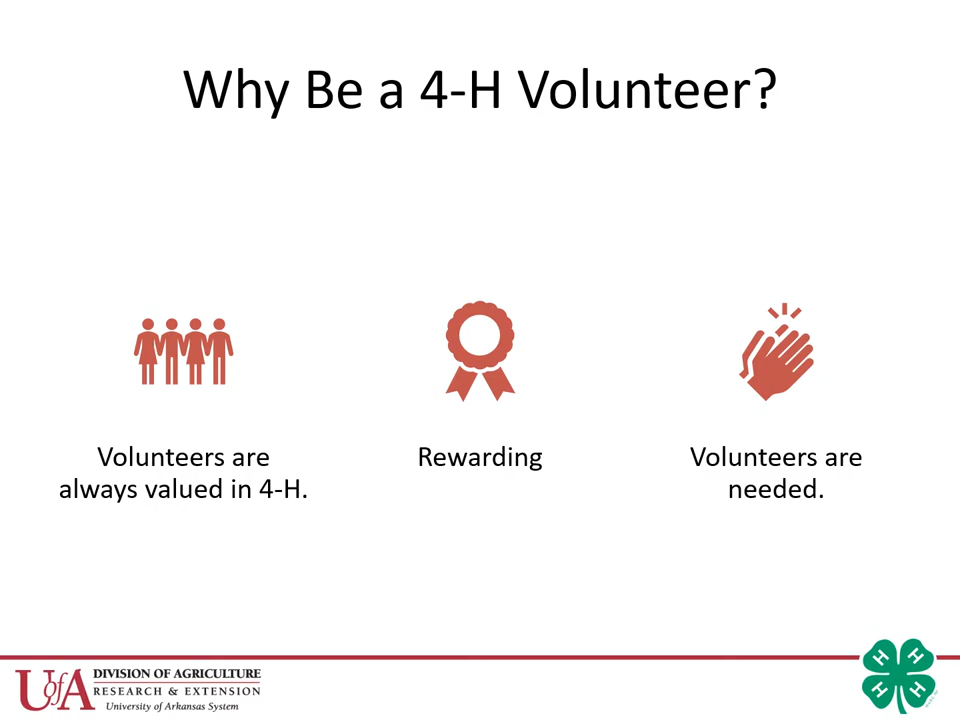 Why Be a 4-H Volunteer?
Volunteers are
always valued in 4-H.
Rewarding
Volunteers are
needed.
UofA
DIVISION OF AGRICULTURE
RESEARCH & EXTENSION
University of Arkansas System
H H
H H